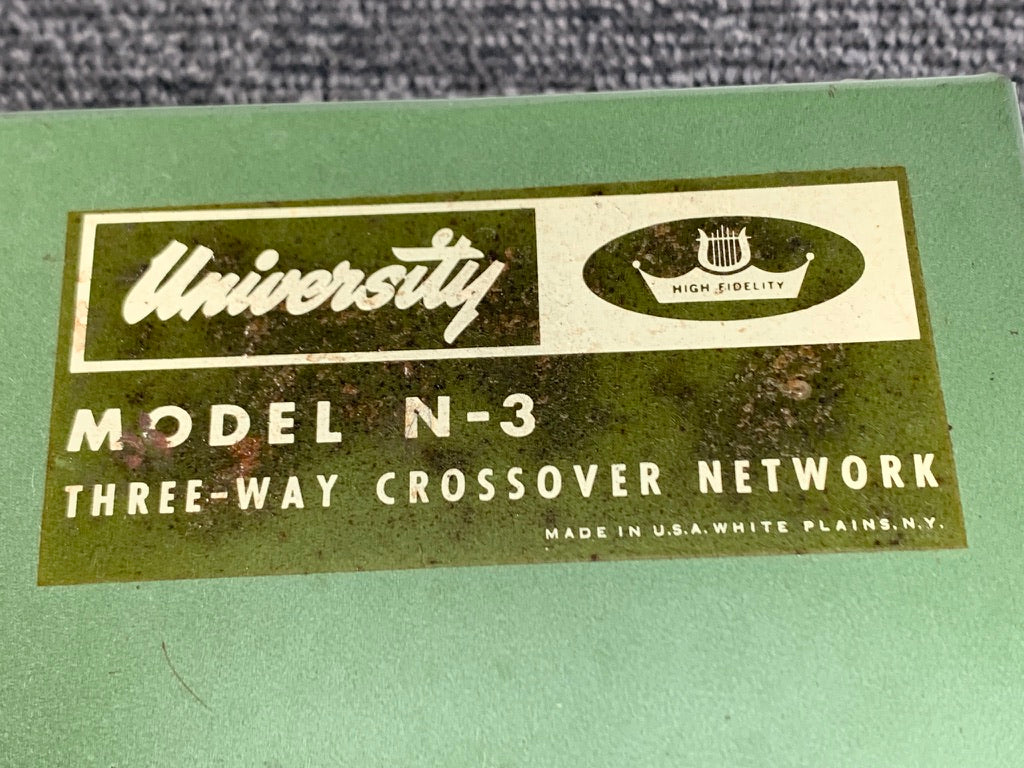 University
HIGH FIDELITY
MODEL N-3
THREE-WAY CROSSOVER NETWORK
MADE IN U.S.A. WHITE PLAINS, N.Y.